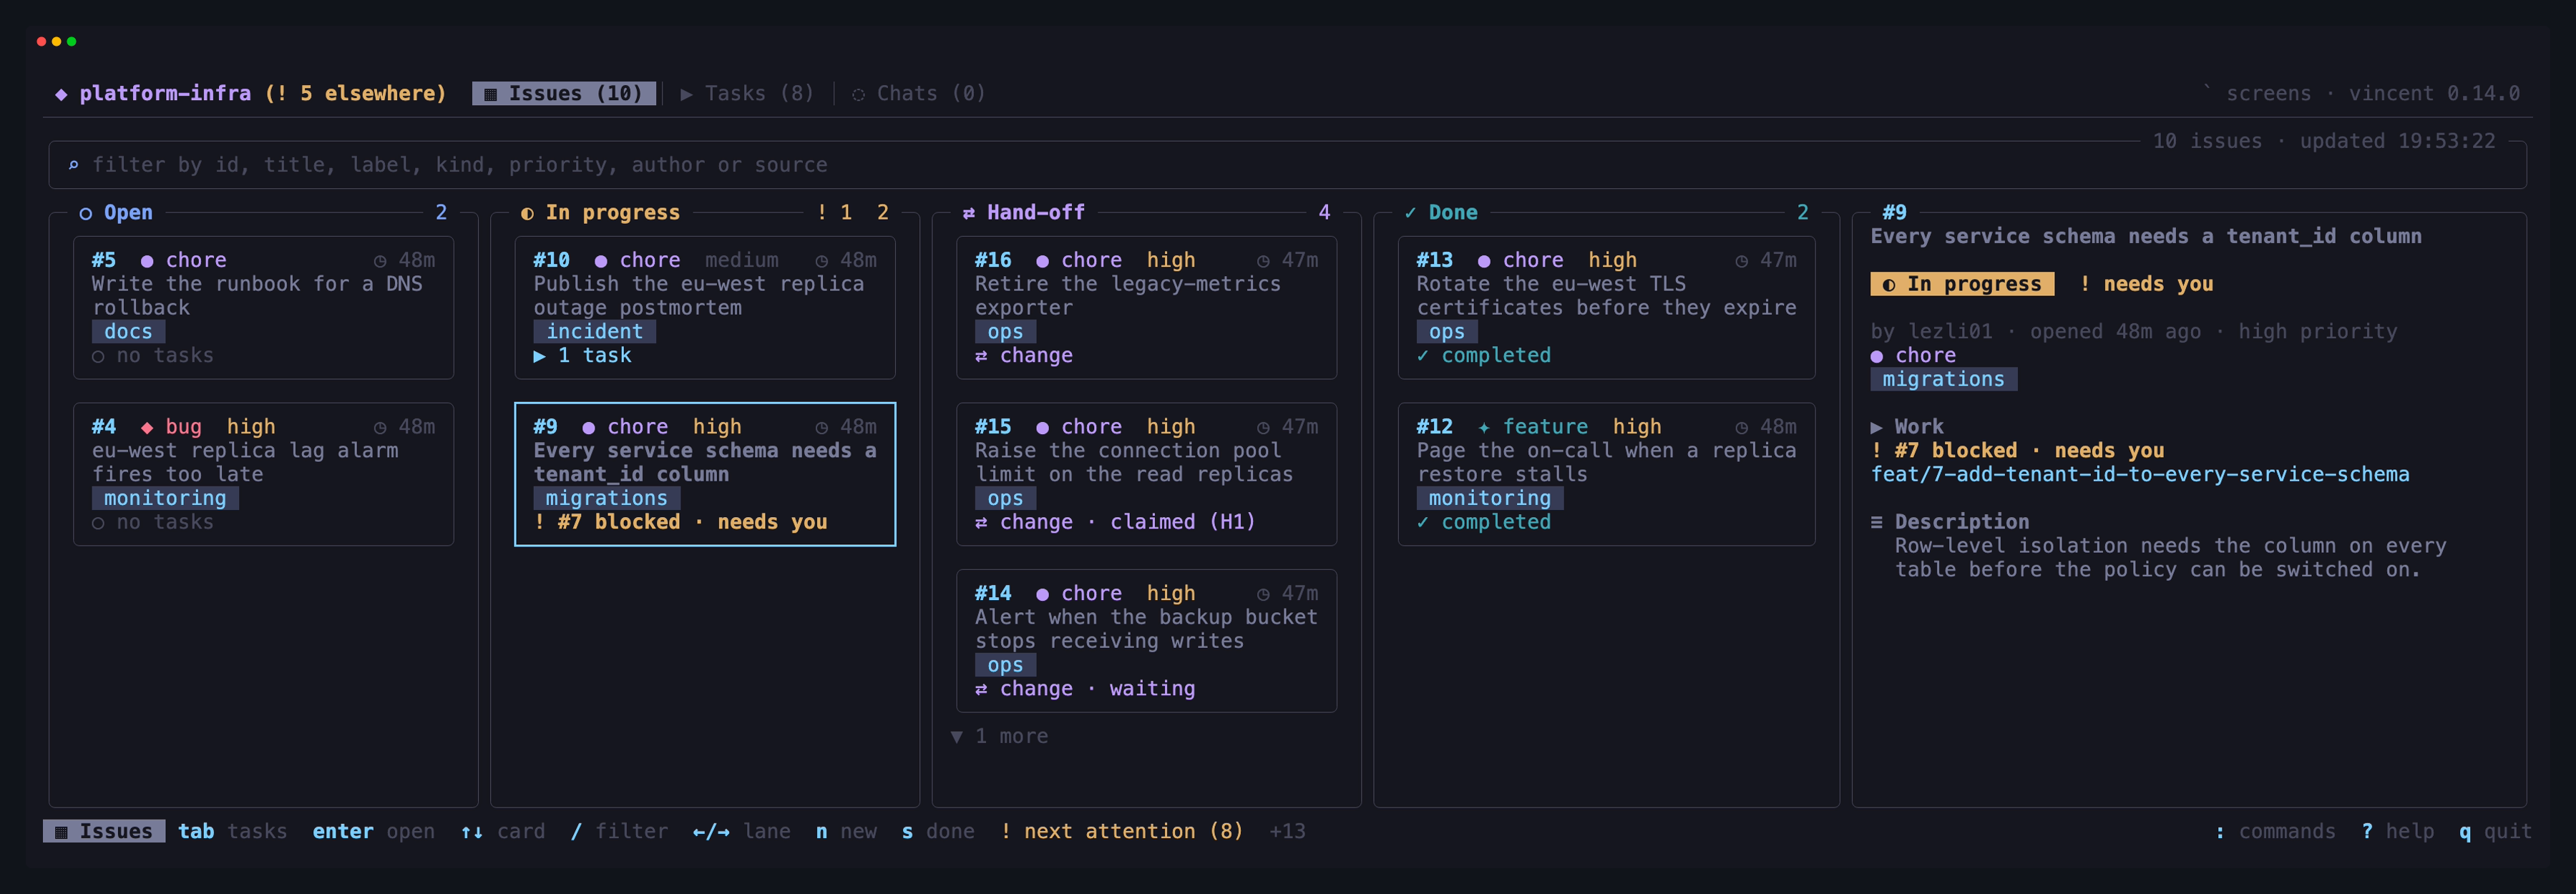 ◆ platform-infra (! 5 elsewhere) ▦ Issues (10) ▶ Tasks (8) ◌ Chats (0) ` screens · vincent 0.14.0
10 issues · updated 19:53:22
⌕ filter by id, title, label, kind, priority, author or source
○ Open 2
#5 ● chore ◷ 48m
Write the runbook for a DNS
rollback
docs
○ no tasks
#4 ◆ bug high ◷ 48m
eu-west replica lag alarm
fires too late
monitoring
○ no tasks
◐ In progress ! 1 2
#10 ● chore medium ◷ 48m
Publish the eu-west replica
outage postmortem
incident
▶ 1 task
#9 ● chore high ◷ 48m
Every service schema needs a
tenant_id column
migrations
! #7 blocked · needs you
⇄ Hand-off 4
#16 ● chore high ◷ 47m
Retire the legacy-metrics
exporter
ops
⇄ change
#15 ● chore high ◷ 47m
Raise the connection pool
limit on the read replicas
ops
⇄ change · claimed (H1)
#14 ● chore high ◷ 47m
Alert when the backup bucket
stops receiving writes
ops
⇄ change · waiting
▼ 1 more
✓ Done 2
#13 ● chore high ◷ 47m
Rotate the eu-west TLS
certificates before they expire
ops
✓ completed
#12 ✦ feature high ◷ 48m
Page the on-call when a replica
restore stalls
monitoring
✓ completed
#9
Every service schema needs a tenant_id column
◐ In progress ! needs you
by lezli01 · opened 48m ago · high priority
● chore
migrations
▶ Work
! #7 blocked · needs you
feat/7-add-tenant-id-to-every-service-schema
≡ Description
Row-level isolation needs the column on every
table before the policy can be switched on.
▦ Issues tab tasks enter open ↑↓ card / filter ←/→ lane n new s done ! next attention (8) +13 : commands ? help q quit